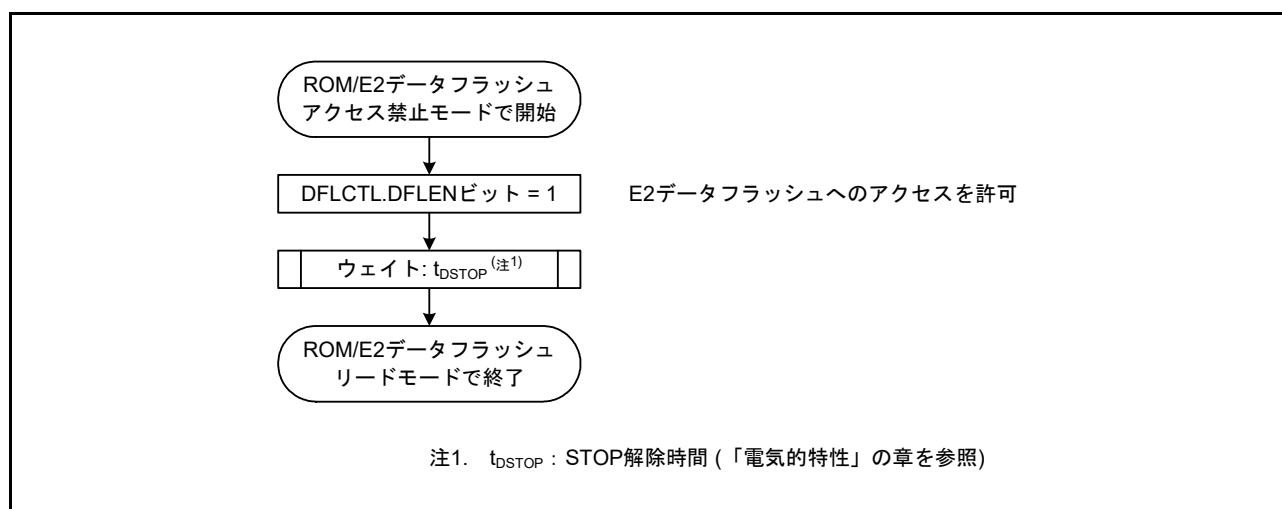 ROM/E2データフラッシュ
アクセス禁止モードで開始
DFLCTL.DFLENビット = 1
E2データフラッシュへのアクセスを許可
ウェイト: tDSTOP (注1)
ROM/E2データフラッシュ
リードモードで終了
注1. tDSTOP : STOP解除時間 (「電気的特性」の章を参照)